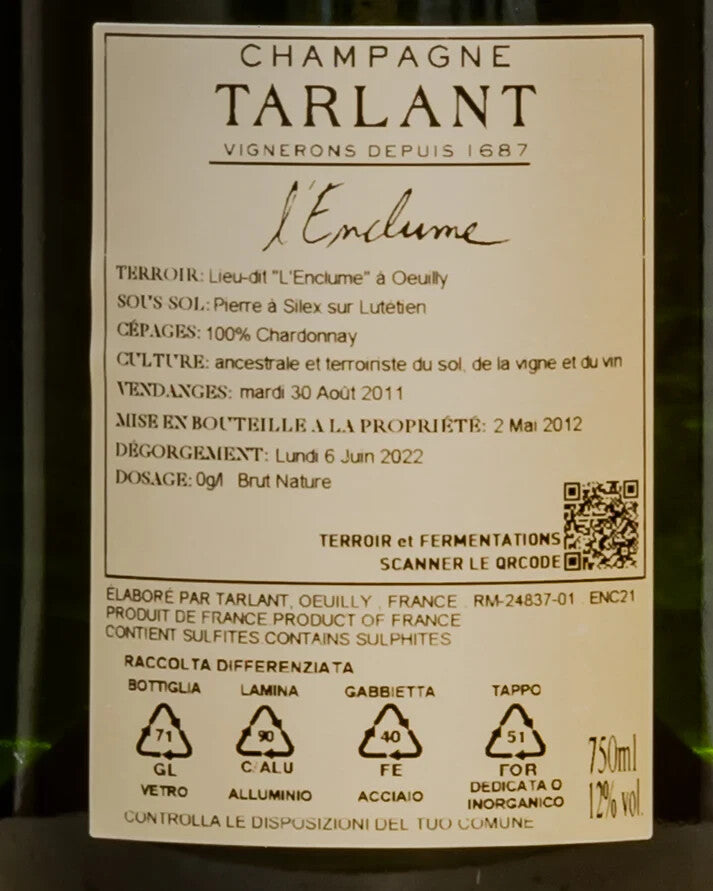 CHAMPAGNE
TARLANT
VIGNERONS DEPUIS 1687
l'Enclume
TERROIR: Lieu-dit "L'Enclume" à Oeuilly
SOUS SOL: Pierre à Silex sur Lutétien
CÉPAGES: 100% Chardonnay
CULTURE: ancestrale et terroiriste du sol, de la vigne et du vin
VENDANGES: mardi 30 Août 2011
MISE EN BOUTEILLE A LA PROPRIÉTÉ: 2 Mai 2012
DÉGORGEMENT: Lundi 6 Juin 2022
DOSAGE: 0g/l Brut Nature
TERROIR et FERMENTATIONS
SCANNER LE QRCODE
ÉLABORÉ PAR TARLANT, OEUILLY, FRANCE RM-24837-01 ENC21
PRODUIT DE FRANCE.PRODUCT OF FRANCE
CONTIENT SULFITES.CONTAINS SULPHITES
RACCOLTA DIFFERENZIATA
BOTTIGLIA LAMINA GABBIETTA TAPPO
71 90 40 51
GL C/ALU FE FOR
VETRO ALLUMINIO ACCIAIO DEDICATA O
INORGANICO
750ml
12% vol.
CONTROLLA LE DISPOSIZIONI DEL TUO COMUNE